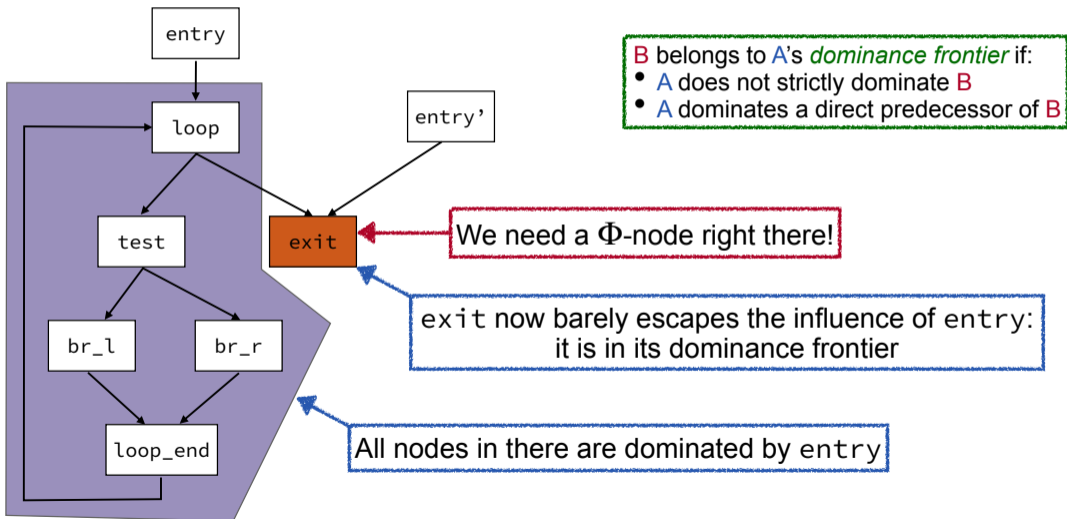 entry
B belongs to A's dominance frontier if:
• A does not strictly dominate B
• A dominates a direct predecessor of B
loop
entry’
test
exit
We need a Φ-node right there!
exit now barely escapes the influence of entry:
it is in its dominance frontier
br_l
br_r
loop_end
All nodes in there are dominated by entry